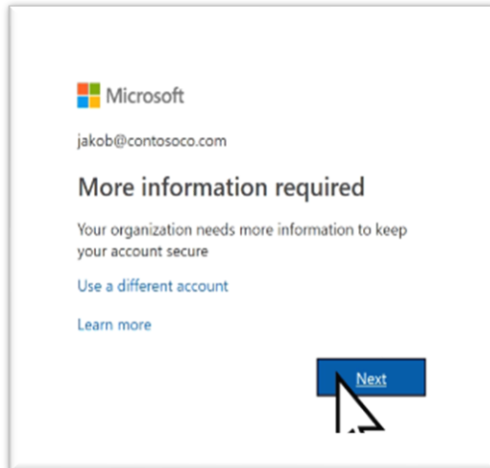 Microsoft
jakob@contosoco.com
More information required
Your organization needs more information to keep
your account secure
Use a different account
Learn more
Next